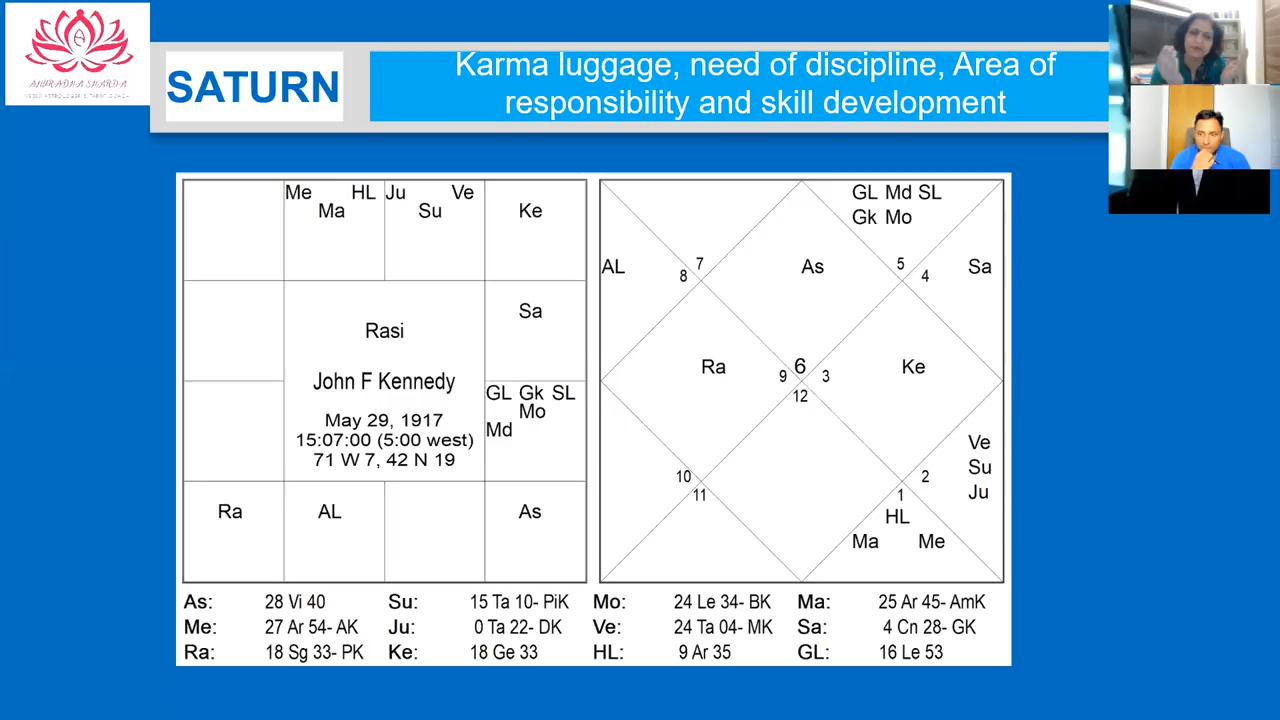 ANURADHA SHARDA
SATURN
Karma luggage, need of discipline, Area of
responsibility and skill development
Me HL Ju Ve
Ma Su Ke
Sa
Rasi
John F Kennedy
May 29, 1917
15:07:00 (5:00 west)
71 W 7, 42 N 19
GL Gk SL
Mo
Md
Ra AL As
GL Md SL
Gk Mo
AL 8 7 As 5 4 Sa
Ra 9 6 3 Ke
12
Ve
Su
Ju
10 11 1 2
HL
Ma Me
As: 28 Vi 40 Su: 15 Ta 10- PiK Mo: 24 Le 34- BK Ma: 25 Ar 45- AmK
Me: 27 Ar 54- AK Ju: 0 Ta 22- DK Ve: 24 Ta 04- MK Sa: 4 Cn 28- GK
Ra: 18 Sg 33- PK Ke: 18 Ge 33 HL: 9 Ar 35 GL: 16 Le 53